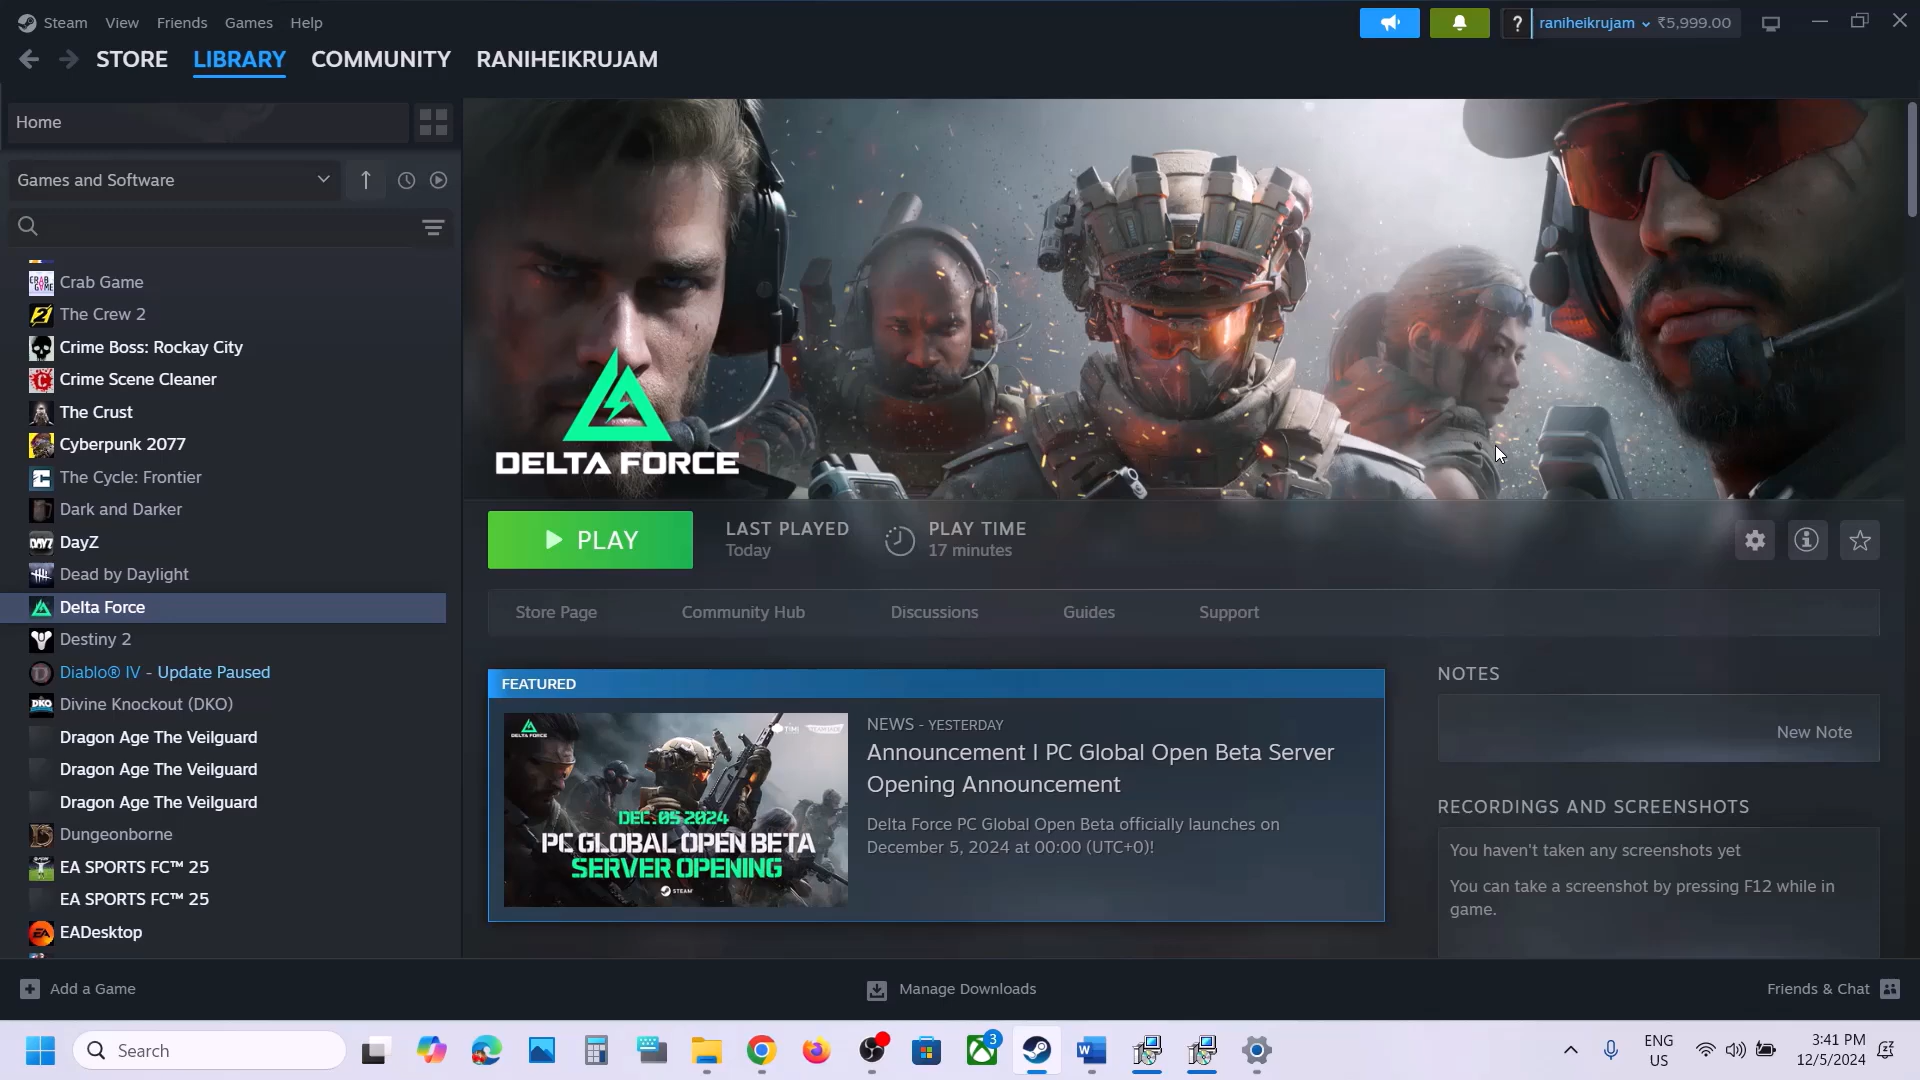 Steam View Friends Games Help
? raniheikrujam ₹5,999.00
STORE LIBRARY COMMUNITY RANIHEIKRUJAM
Home
Games and Software
Crab Game
The Crew 2
Crime Boss: Rockay City
Crime Scene Cleaner
The Crust
Cyberpunk 2077
The Cycle: Frontier
Dark and Darker
DayZ
Dead by Daylight
Delta Force
Destiny 2
Diablo® IV - Update Paused
Divine Knockout (DKO)
Dragon Age The Veilguard
Dragon Age The Veilguard
Dragon Age The Veilguard
Dungeonborne
EA SPORTS FC™ 25
EA SPORTS FC™ 25
EADesktop
DELTA FORCE
PLAY
LAST PLAYED
Today
PLAY TIME
17 minutes
Store Page Community Hub Discussions Guides Support
FEATURED
DELTA FORCE
DEC.05 2024
PC GLOBAL OPEN BETA
SERVER OPENING
STEAM
NEWS - YESTERDAY
Announcement I PC Global Open Beta Server
Opening Announcement
Delta Force PC Global Open Beta officially launches on
December 5, 2024 at 00:00 (UTC+0)!
NOTES
New Note
RECORDINGS AND SCREENSHOTS
You haven't taken any screenshots yet
You can take a screenshot by pressing F12 while in
game.
Add a Game
Manage Downloads
Friends & Chat
Search
3
ENG
US
3:41 PM
12/5/2024